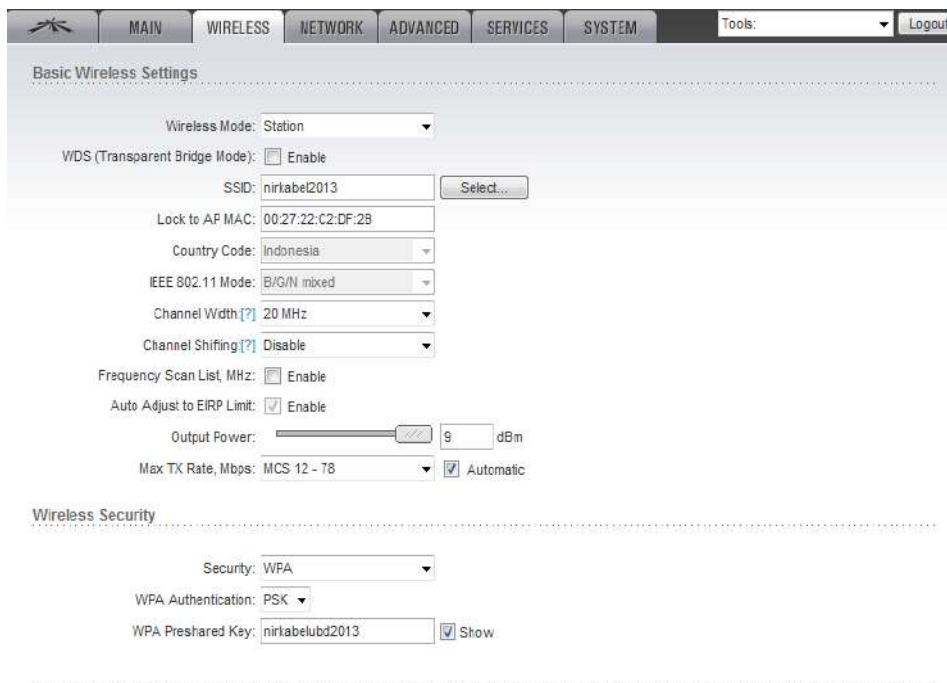 MAIN WIRELESS NETWORK ADVANCED SERVICES SYSTEM Tools: Logout
Basic Wireless Settings
Wireless Mode: Station
WDS (Transparent Bridge Mode): Enable
SSID: nirkabel2013 Select...
Lock to AP MAC: 00:27:22:C2:DF:2B
Country Code: Indonesia
IEEE 802.11 Mode: B/G/N mixed
Channel Width:[?] 20 MHz
Channel Shifting:[?] Disable
Frequency Scan List, MHz: Enable
Auto Adjust to EIRP Limit: Enable
Output Power: 9 dBm
Max TX Rate, Mbps: MCS 12 - 78 Automatic
Wireless Security
Security: WPA
WPA Authentication: PSK
WPA Preshared Key: nirkabelubd2013 Show